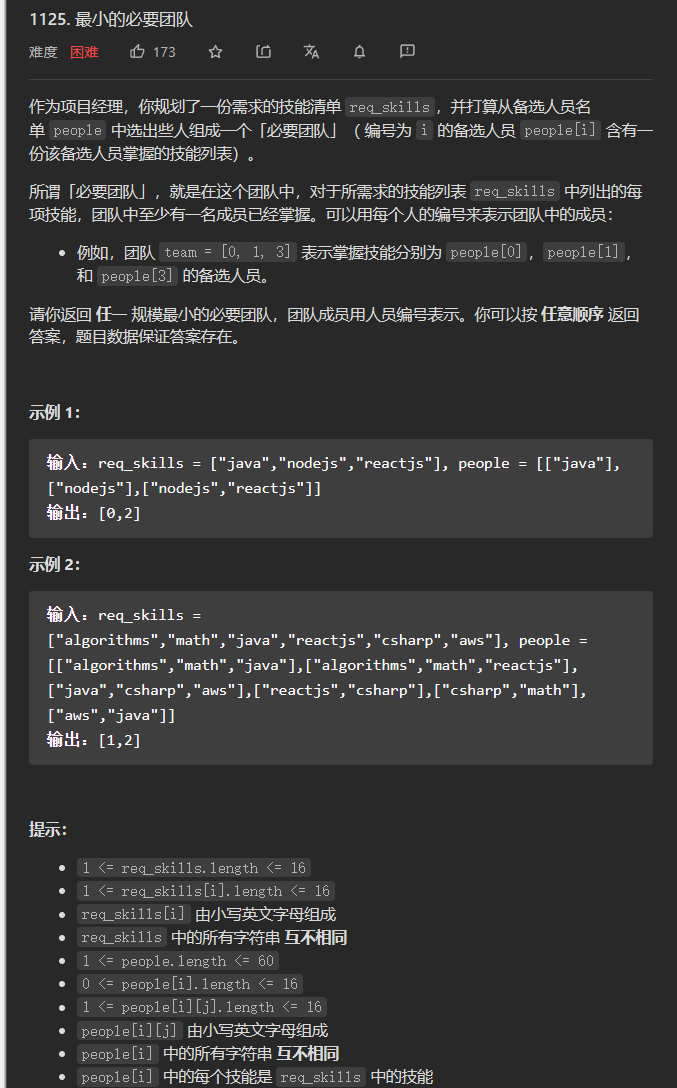 1125. 最小的必要团队
难度 困难 173
作为项目经理，你规划了一份需求的技能清单 req_skills，并打算从备选人员名
单 people 中选出些人组成一个「必要团队」（ 编号为 i 的备选人员 people[i] 含有一
份该备选人员掌握的技能列表）。
所谓「必要团队」，就是在这个团队中，对于所需求的技能列表 req_skills 中列出的每
项技能，团队中至少有一名成员已经掌握。可以用每个人的编号来表示团队中的成员：
• 例如，团队 team = [0, 1, 3] 表示掌握技能分别为 people[0]，people[1]，
和 people[3] 的备选人员。
请你返回 任一 规模最小的必要团队，团队成员用人员编号表示。你可以按 任意顺序 返回
答案，题目数据保证答案存在。
示例 1：
输入：req_skills = ["java","nodejs","reactjs"], people = [["java"],
["nodejs"],["nodejs","reactjs"]]
输出：[0,2]
示例 2：
输入：req_skills =
["algorithms","math","java","reactjs","csharp","aws"], people =
[["algorithms","math","java"],["algorithms","math","reactjs"],
["java","csharp","aws"],["reactjs","csharp"],["csharp","math"],
["aws","java"]]
输出：[1,2]
提示：
• 1 <= req_skills.length <= 16
• 1 <= req_skills[i].length <= 16
• req_skills[i] 由小写英文字母组成
• req_skills 中的所有字符串 互不相同
• 1 <= people.length <= 60
• 0 <= people[i].length <= 16
• 1 <= people[i][j].length <= 16
• people[i][j] 由小写英文字母组成
• people[i] 中的所有字符串 互不相同
• people[i] 中的每个技能是 req_skills 中的技能